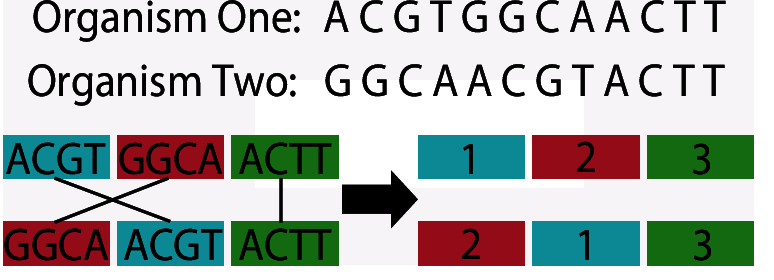 Organism One: A C G T G G C A A C T T
Organism Two: G G C A A C G T A C T T
ACGT GGCA ACTT 1 2 3
GGCA ACGT ACTT 2 1 3